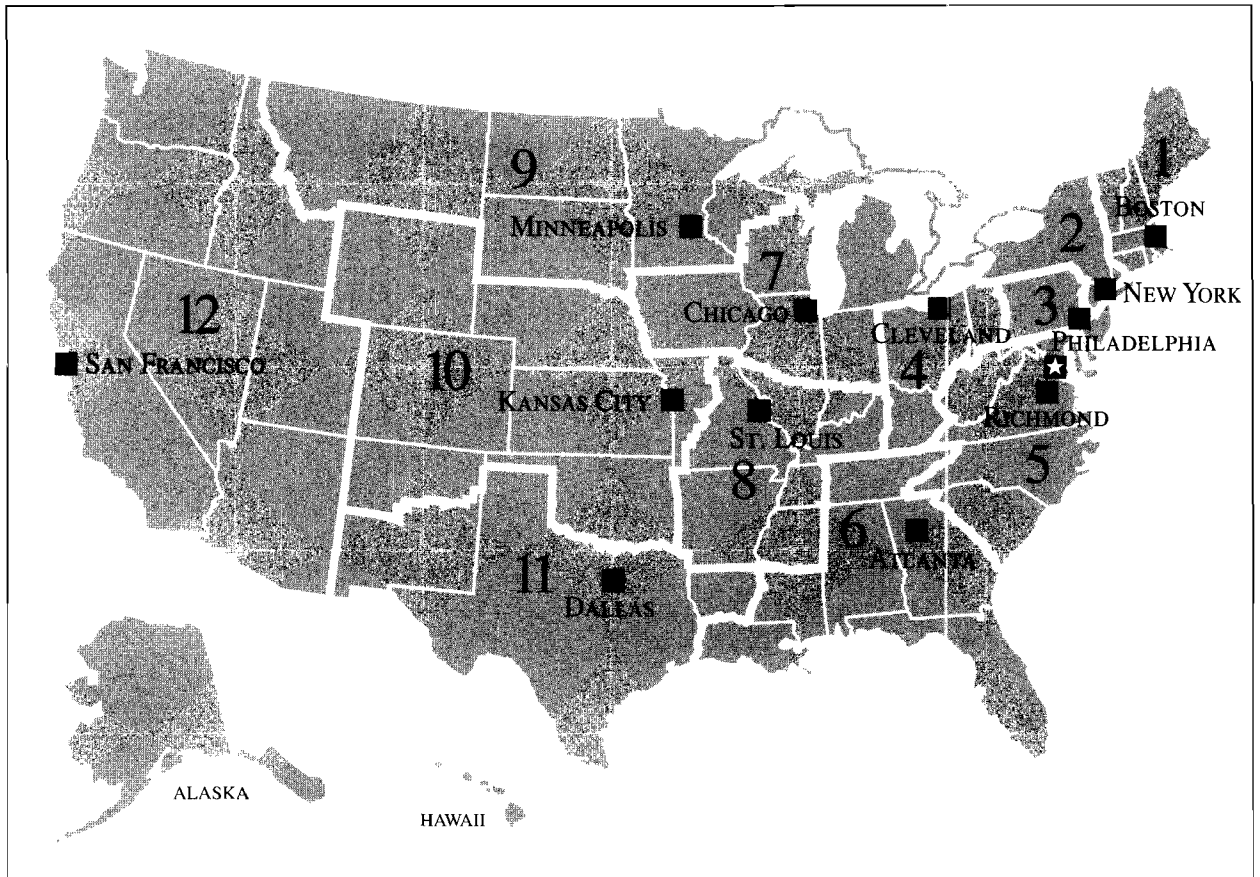 1
BOSTON
9
2
MINNEAPOLIS
7
3
NEW YORK
12
CHICAGO
CLEVELAND
PHILADELPHIA
SAN FRANCISCO
10
4
KANSAS CITY
RICHMOND
ST. LOUIS
5
8
6
ATLANTA
11
DALLAS
ALASKA
HAWAII